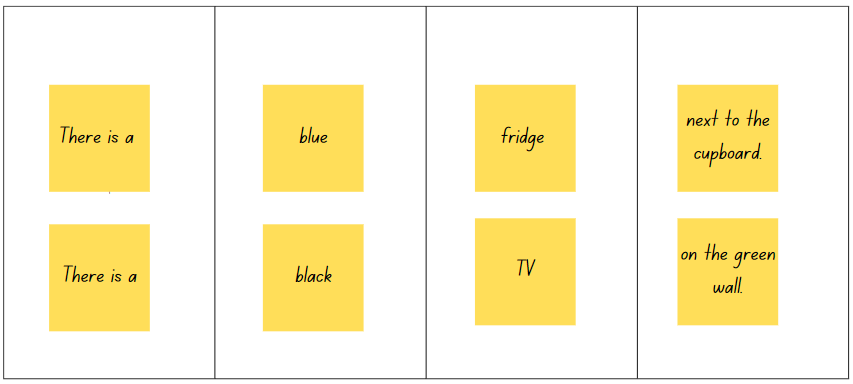 There is a
blue
fridge
next to the
cupboard.
There is a
black
TV
on the green
wall.